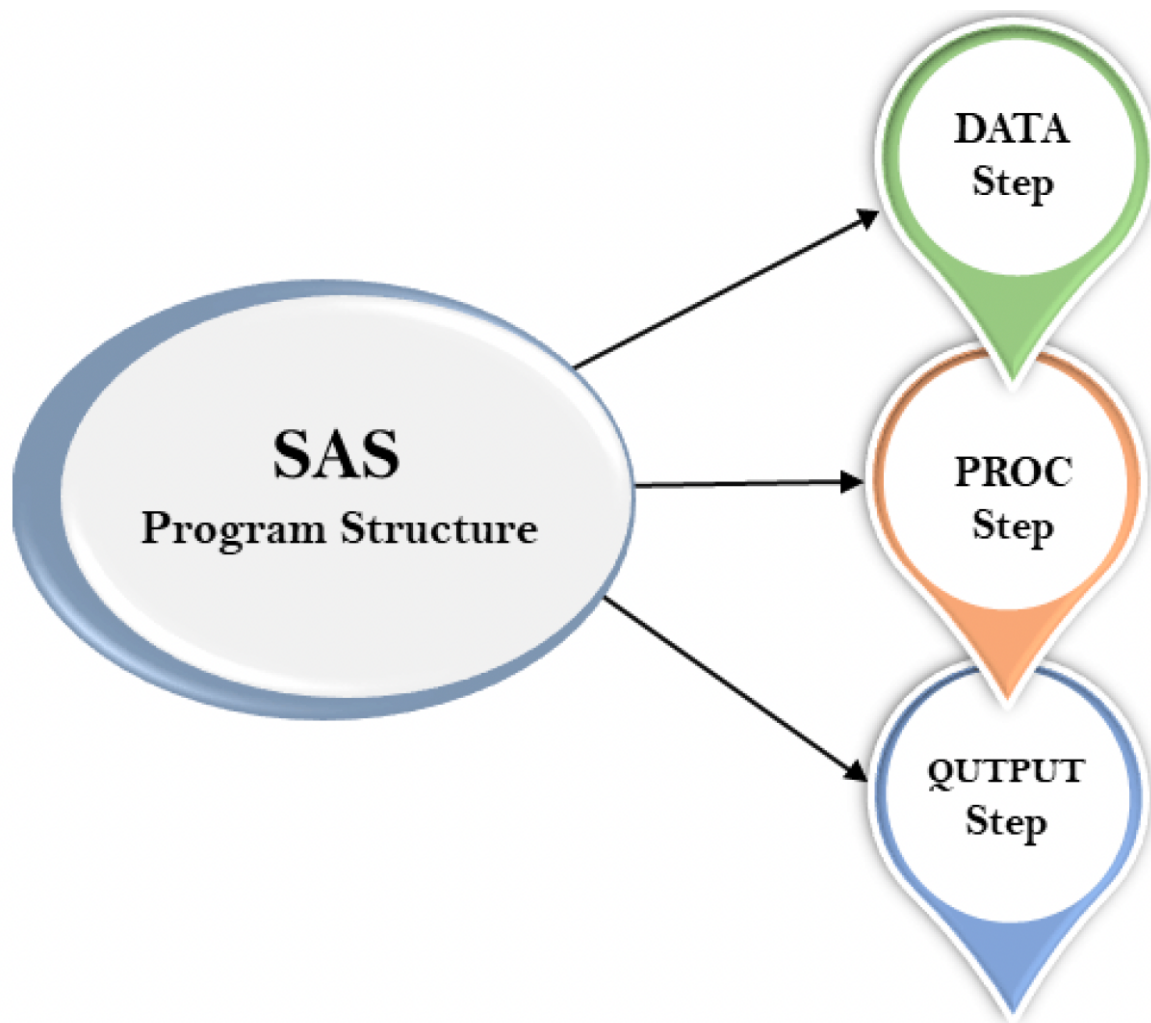 SAS
Program Structure
DATA
Step
PROC
Step
QUTPUT
Step